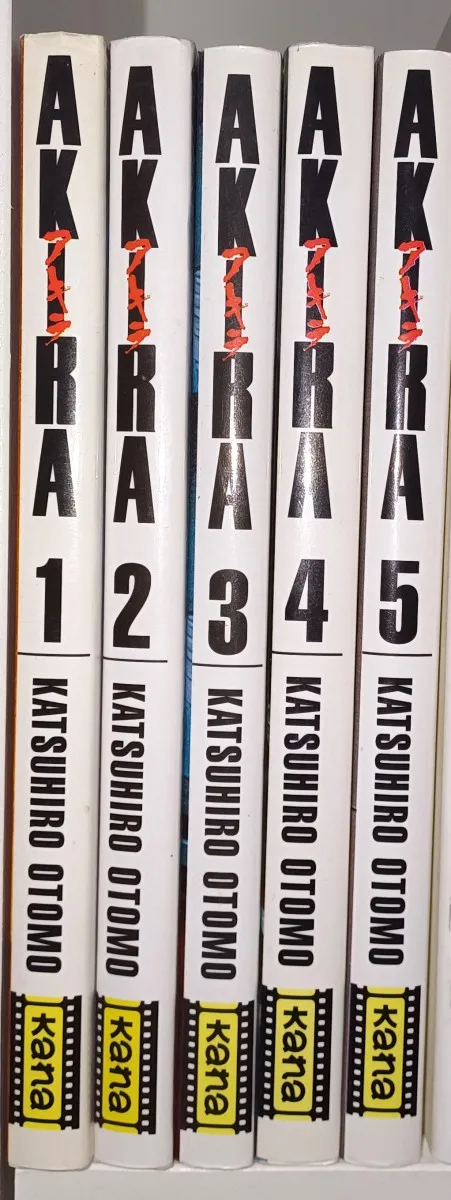 AKIRA
アキラ
1
KATSUHIRO OTOMO
kana
AKIRA
アキラ
2
KATSUHIRO OTOMO
kana
AKIRA
アキラ
3
KATSUHIRO OTOMO
kana
AKIRA
アキラ
4
KATSUHIRO OTOMO
kana
AKIRA
アキラ
5
KATSUHIRO OTOMO
kana